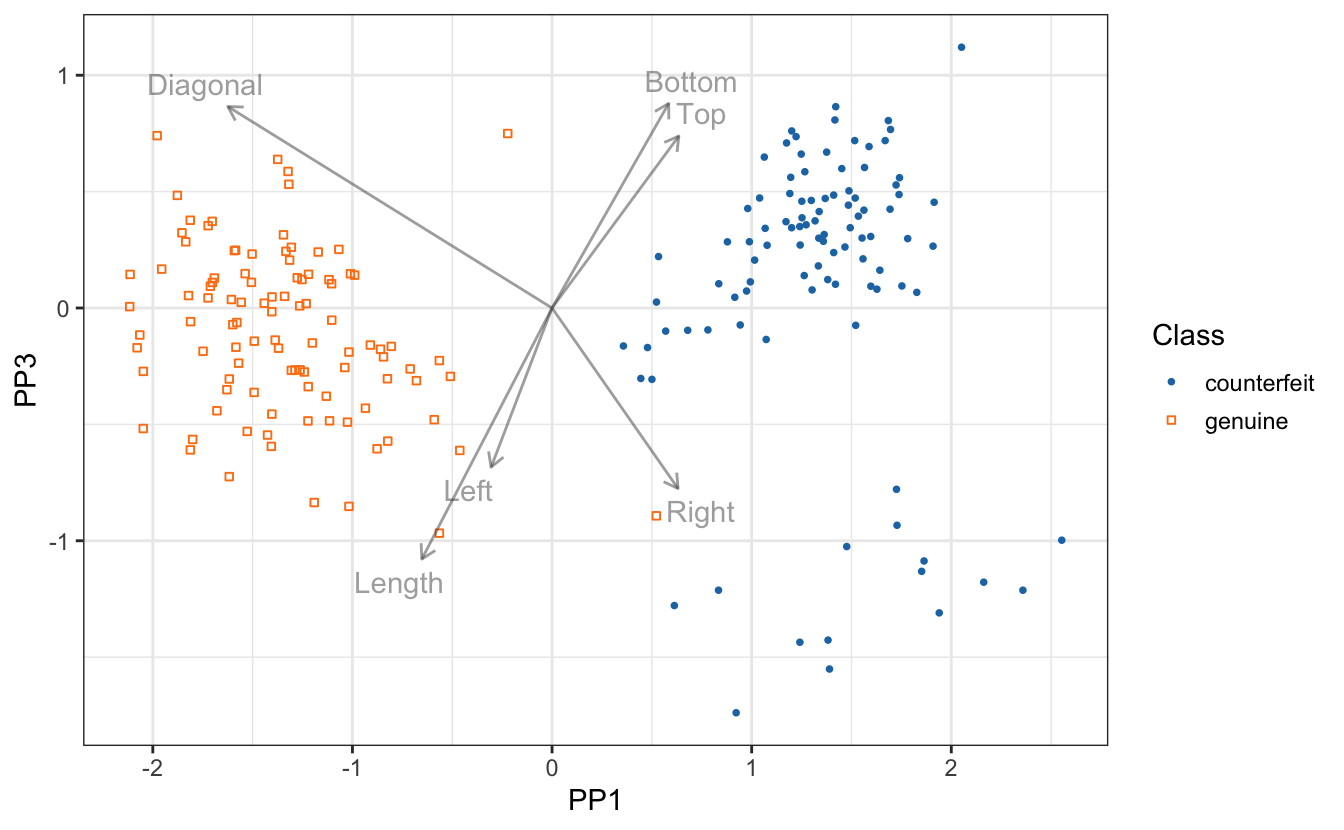 Diagonal
Bottom
Top
Left
Right
Length
1
0
-1
-2
-1
0
1
2
PP1
PP3
Class
counterfeit
genuine